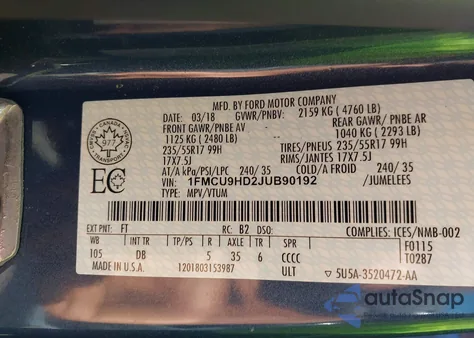 MFD. BY FORD MOTOR COMPANY
03/18 GVWR/PNBV: 2159 KG ( 4760 LB)
FRONT GAWR/PNBE AV REAR GAWR/ PNBE AR
1125 KG ( 2480 LB) 1040 KG ( 2293 LB)
235/55R17 99H TIRES/PNEUS 235/55R17 99H
17X7.5J RIMS/JANTES 17X7.5J
AT/A kPa/PSI/LPC 240/ 35 COLD/A FROID 240/ 35
CANADA
977
EC
1FMCU9HD2JUB90192 /JUMELEES
TYPE: MPV/VTUM
EXT PNT: FT RC: B2 DSO: COMPLIES: ICES/NMB-002
WB INT TR TP/PS R AXLE TR SPR F0115
105 DB 5 35 6 CCCC T0287
MADE IN U.S.A. 1201803153987 ULT 5U5A-3520472-AA
autoSnap